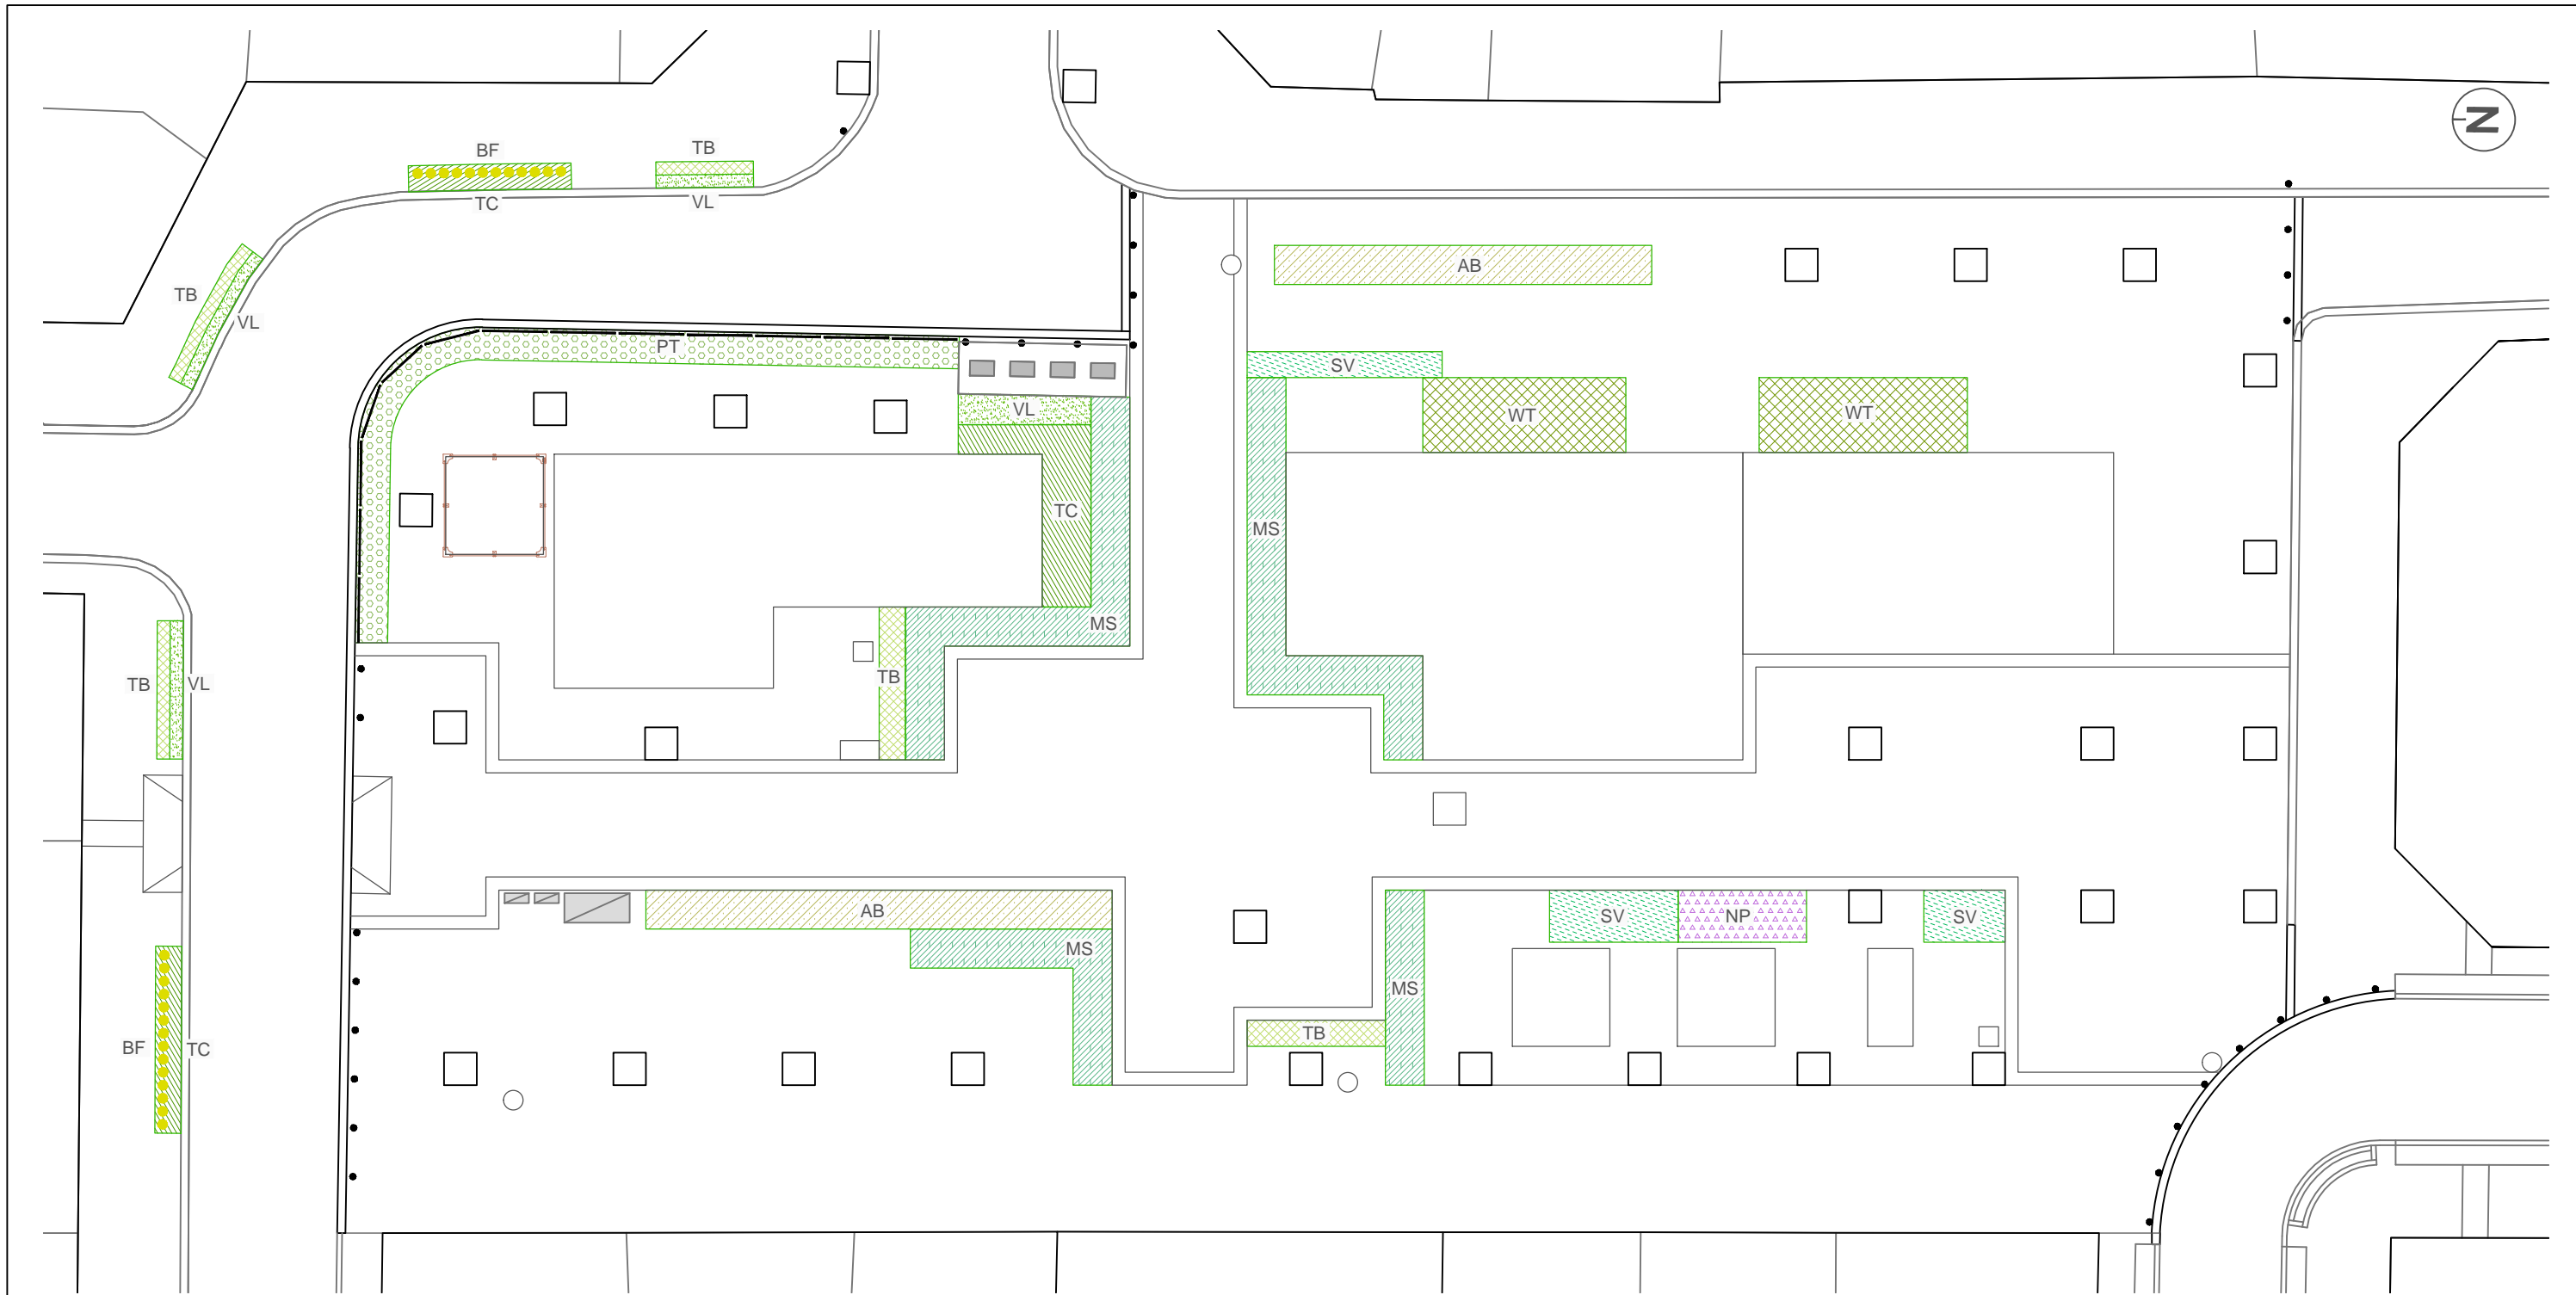 N
BF
TB
TC
VL
TB
VL
AB
PT
SV
VL
WT
WT
TC
MS
MS
TB
TB
VL
AB
SV
NP
SV
MS
MS
TB
BF
TC